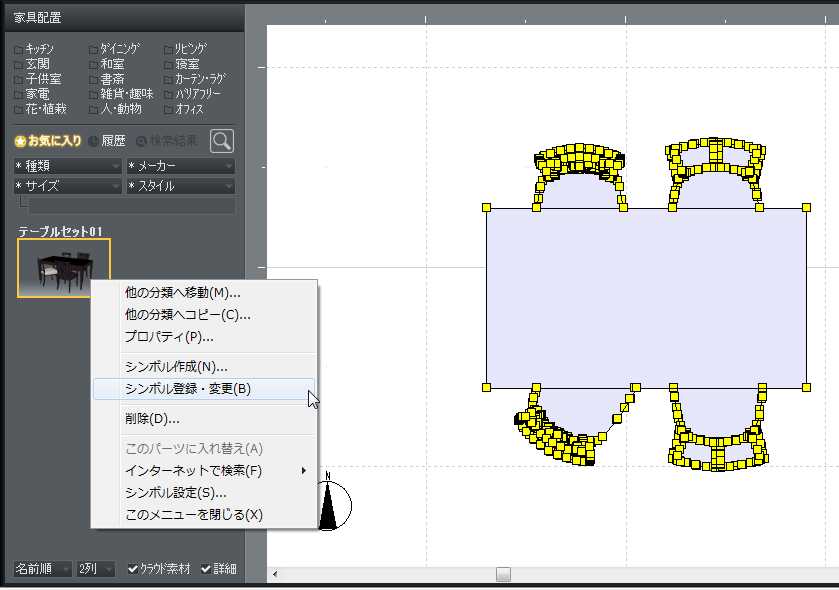 家具配置
キッチン ダイニング リビング
玄関 和室 寝室
子供室 書斎 カーテン・ラグ
家電 雑貨・趣味 バリアフリー
花・植栽 人・動物 オフィス
お気に入り 履歴 検索結果
* 種類 * メーカー
* サイズ * スタイル
テーブルセット01
他の分類へ移動(M)...
他の分類へコピー(C)...
プロパティ(P)...
シンボル作成(N)...
シンボル登録・変更(B)
削除(D)...
このパーツに入れ替え(A)
インターネットで検索(F)
シンボル設定(S)...
このメニューを閉じる(X)
N
名前順 2列 クラウド素材 詳細